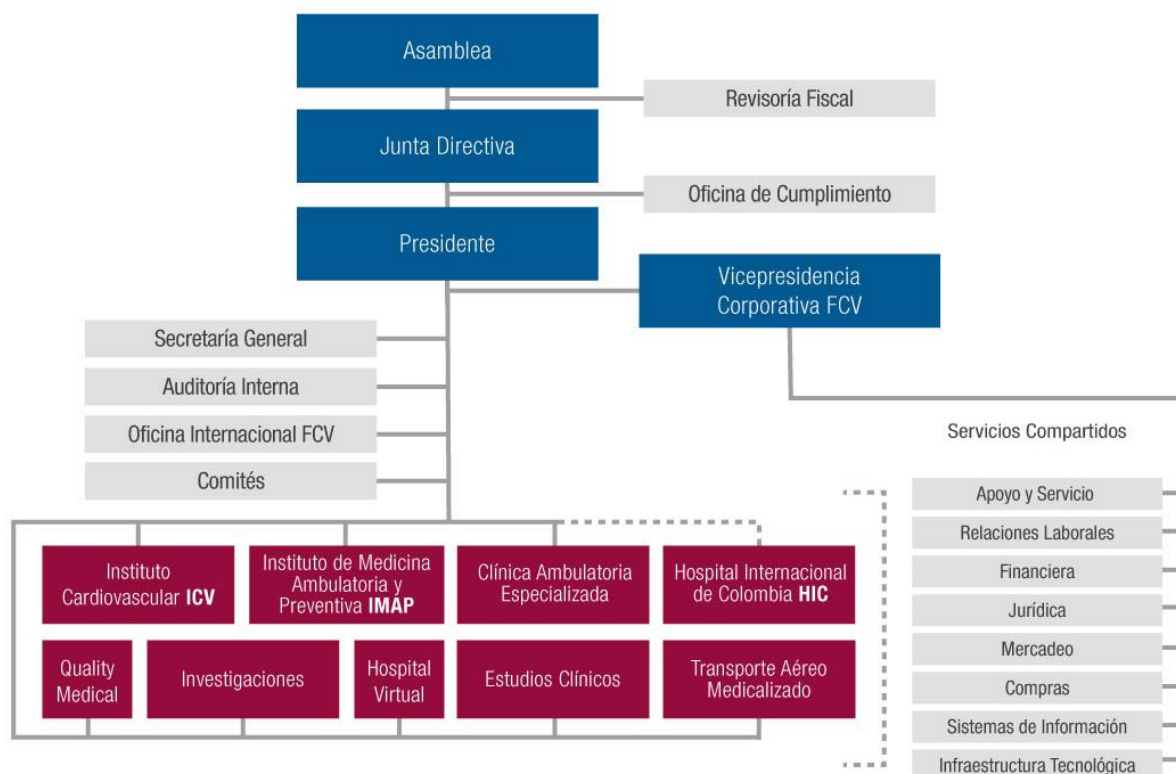 Asamblea
Revisoría Fiscal
Junta Directiva
Oficina de Cumplimiento
Presidente
Vicepresidencia
Corporativa FCV
Secretaría General
Auditoría Interna
Oficina Internacional FCV
Comités
Servicios Compartidos
Apoyo y Servicio
Relaciones Laborales
Financiera
Jurídica
Mercadeo
Compras
Sistemas de Información
Infraestructura Tecnológica
Instituto
Cardiovascular ICV
Instituto de Medicina
Ambulatoria y
Preventiva IMAP
Clínica Ambulatoria
Especializada
Hospital Internacional
de Colombia HIC
Quality
Medical
Investigaciones
Hospital
Virtual
Estudios Clínicos
Transporte Aéreo
Medicalizado